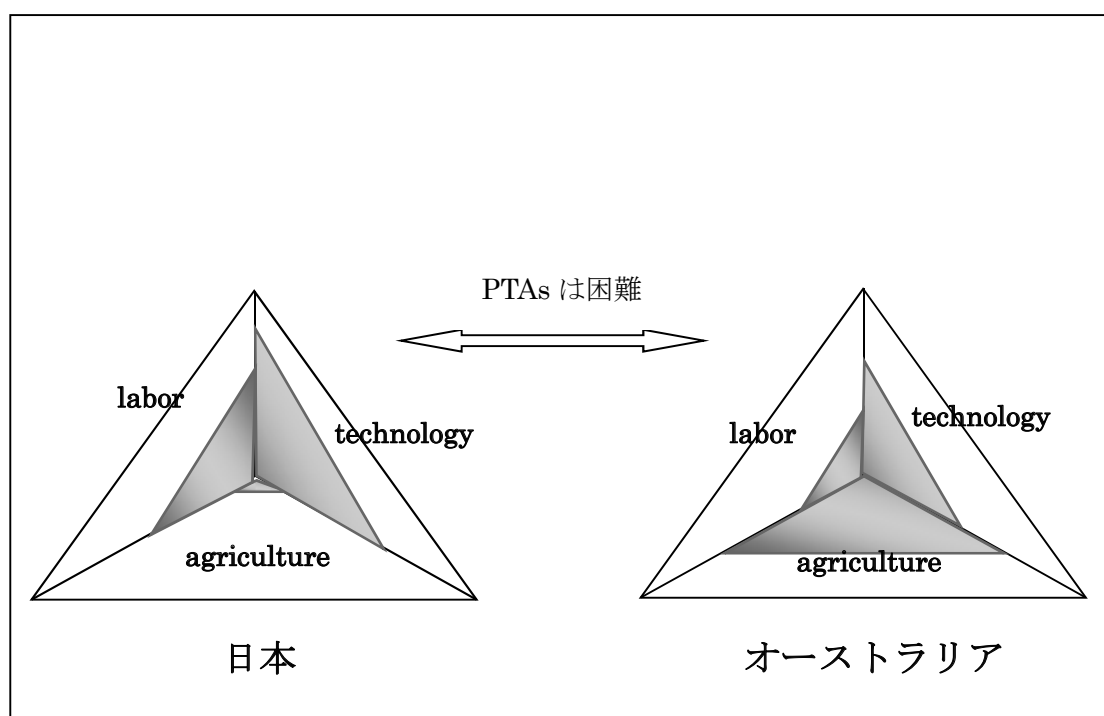 PTAs は困難
labor
technology
agriculture
日本
labor
technology
agriculture
オーストラリア